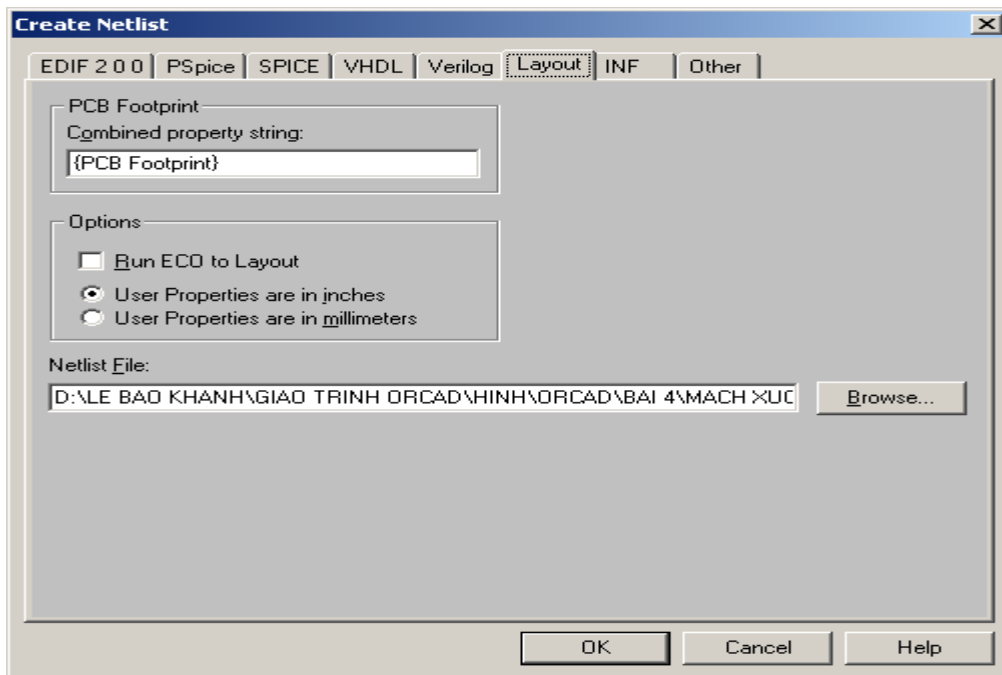 Create Netlist
EDIF 2 0 0 PSpice SPICE VHDL Verilog Layout INF Other
PCB Footprint
Combined property string:
{PCB Footprint}
Options
Run ECO to Layout
User Properties are in inches
User Properties are in millimeters
Netlist File:
D:\LE BAO KHANH\GIAO TRINH ORCAD\HINH\ORCAD\BAI 4\MACH XUC
Browse...
OK Cancel Help